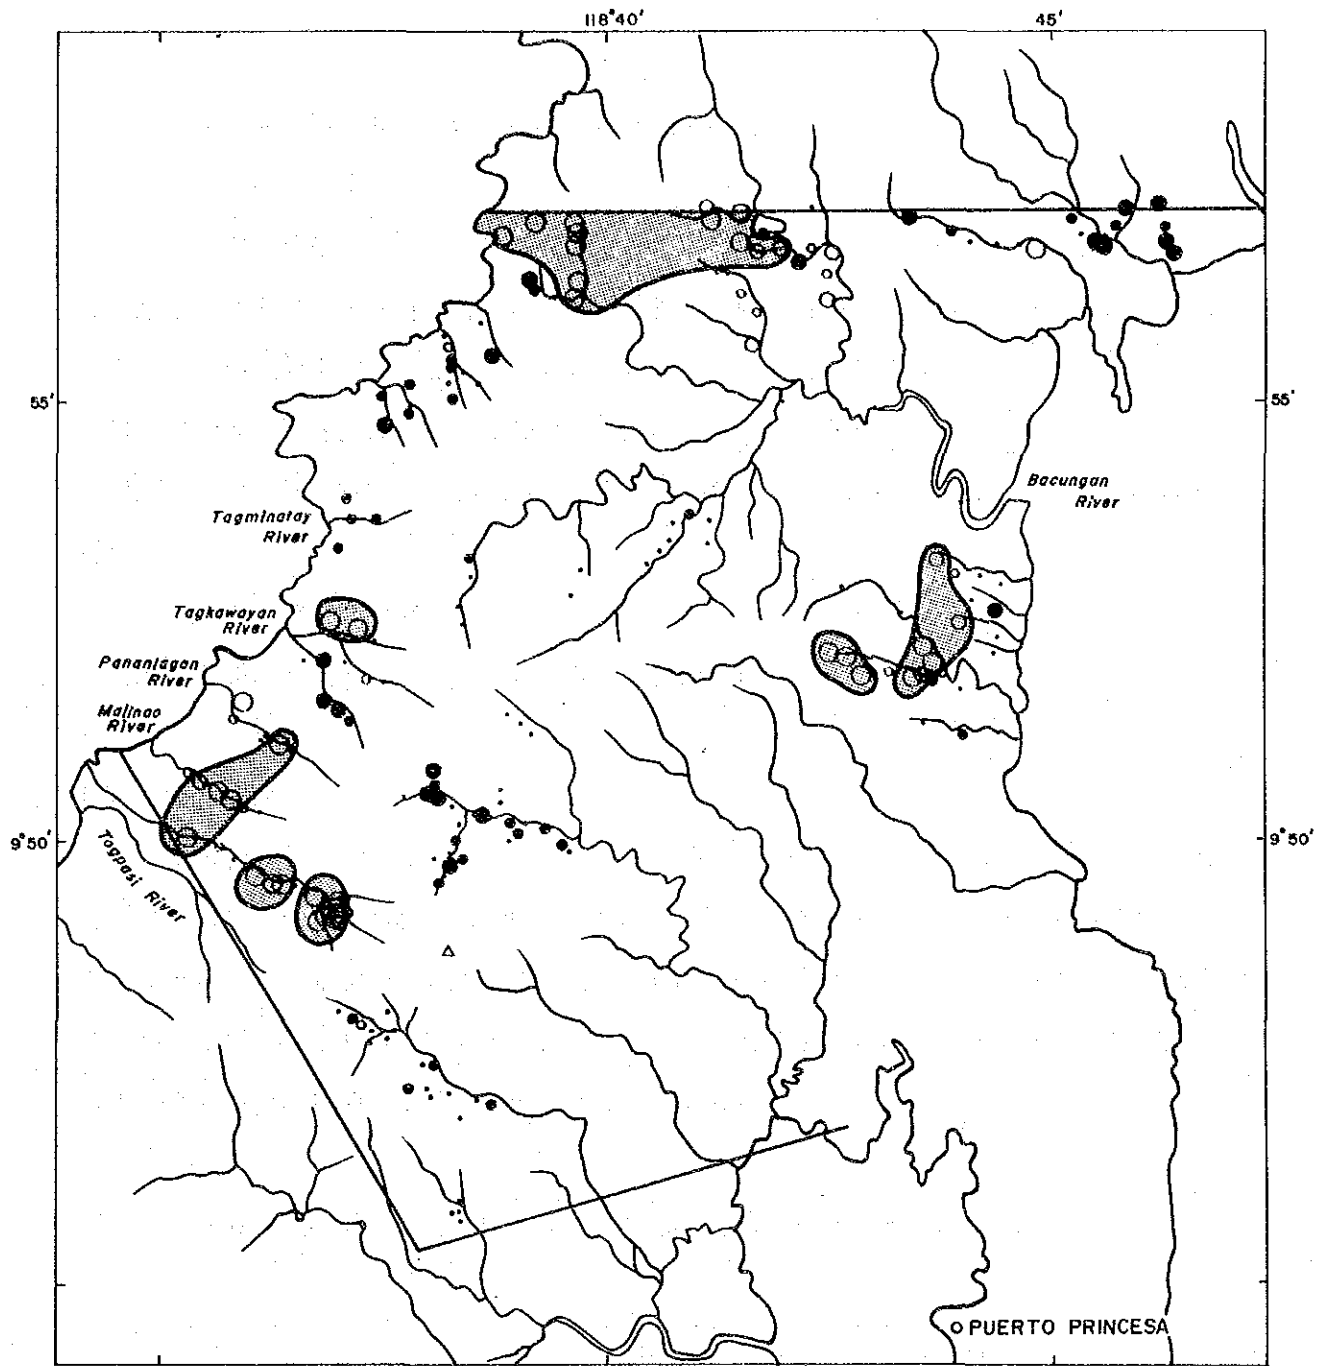 118°40'
45'
55'
55'
Bacungan
River
Tagminatay
River
Tagkawayan
River
Pananlagan
River
Malinao
River
9°50'
9°50'
Tagpasi River
PUERTO PRINCESA